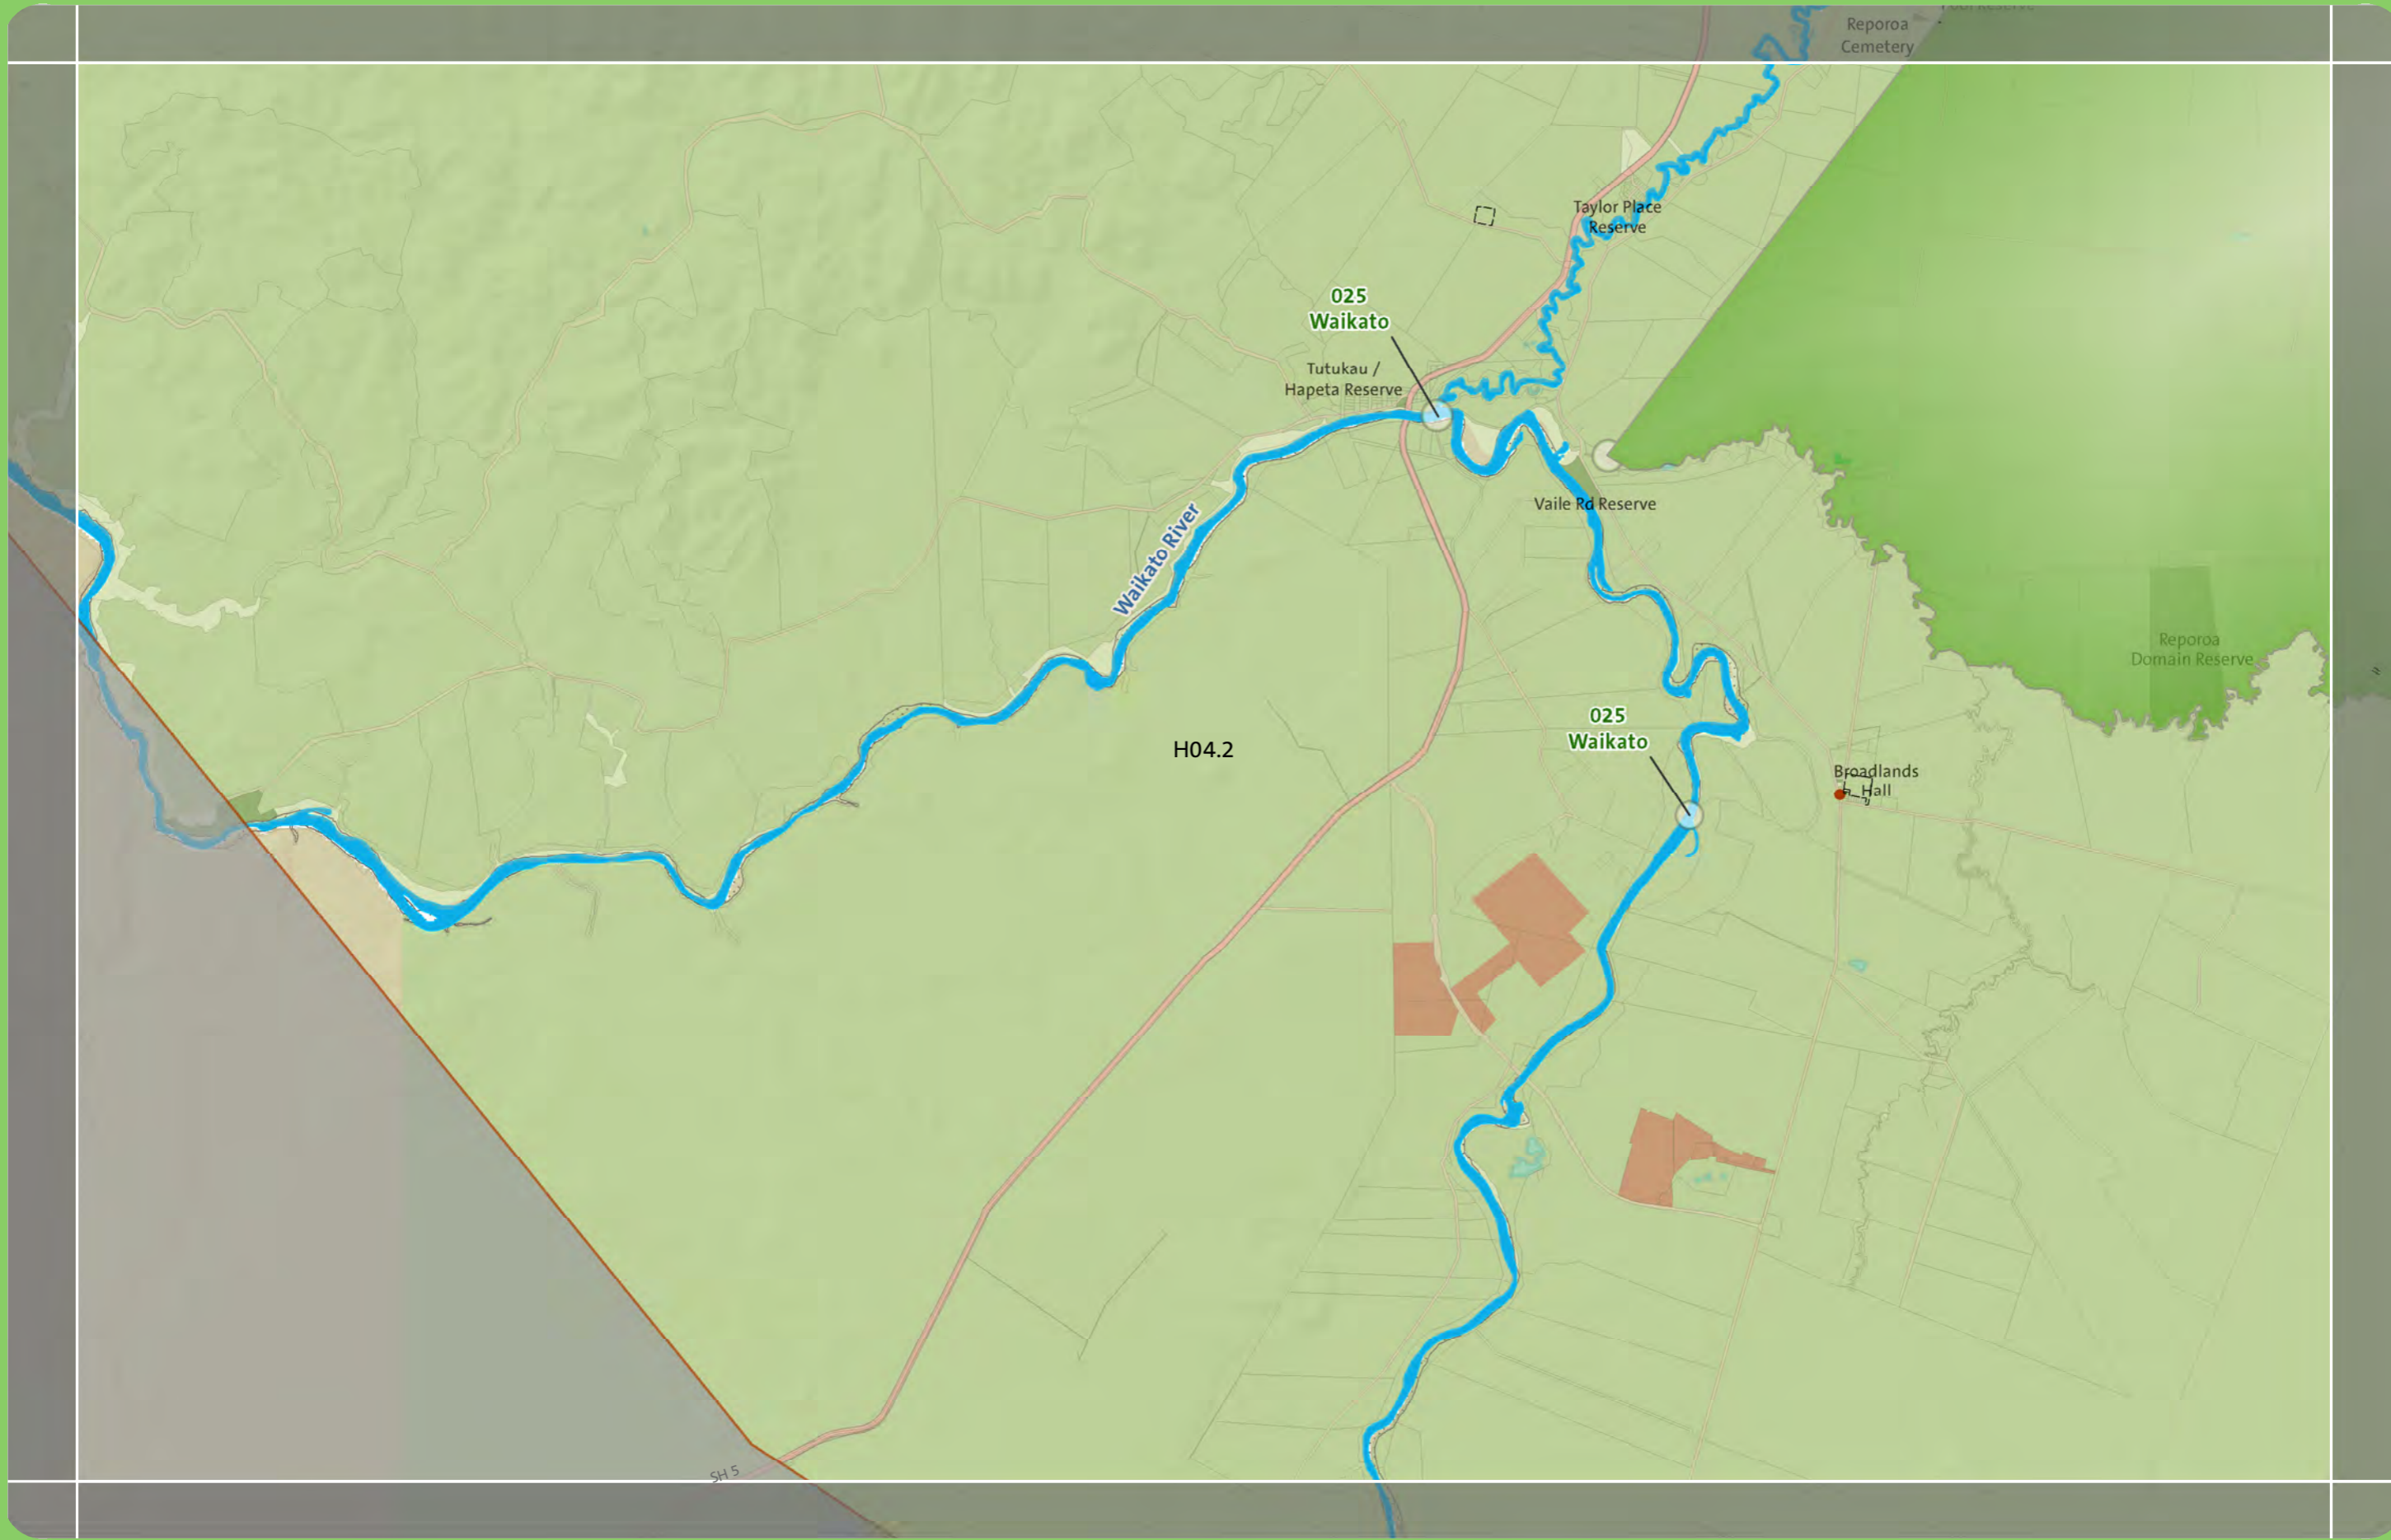 Reporoa
Cemetery
Taylor Place
Reserve
025
Waikato
Tutukau /
Hapeta Reserve
Vaile Rd Reserve
Waikato River
Reporoa
Domain Reserve
025
Waikato
H04.2
Broadlands
Hall
SH 5